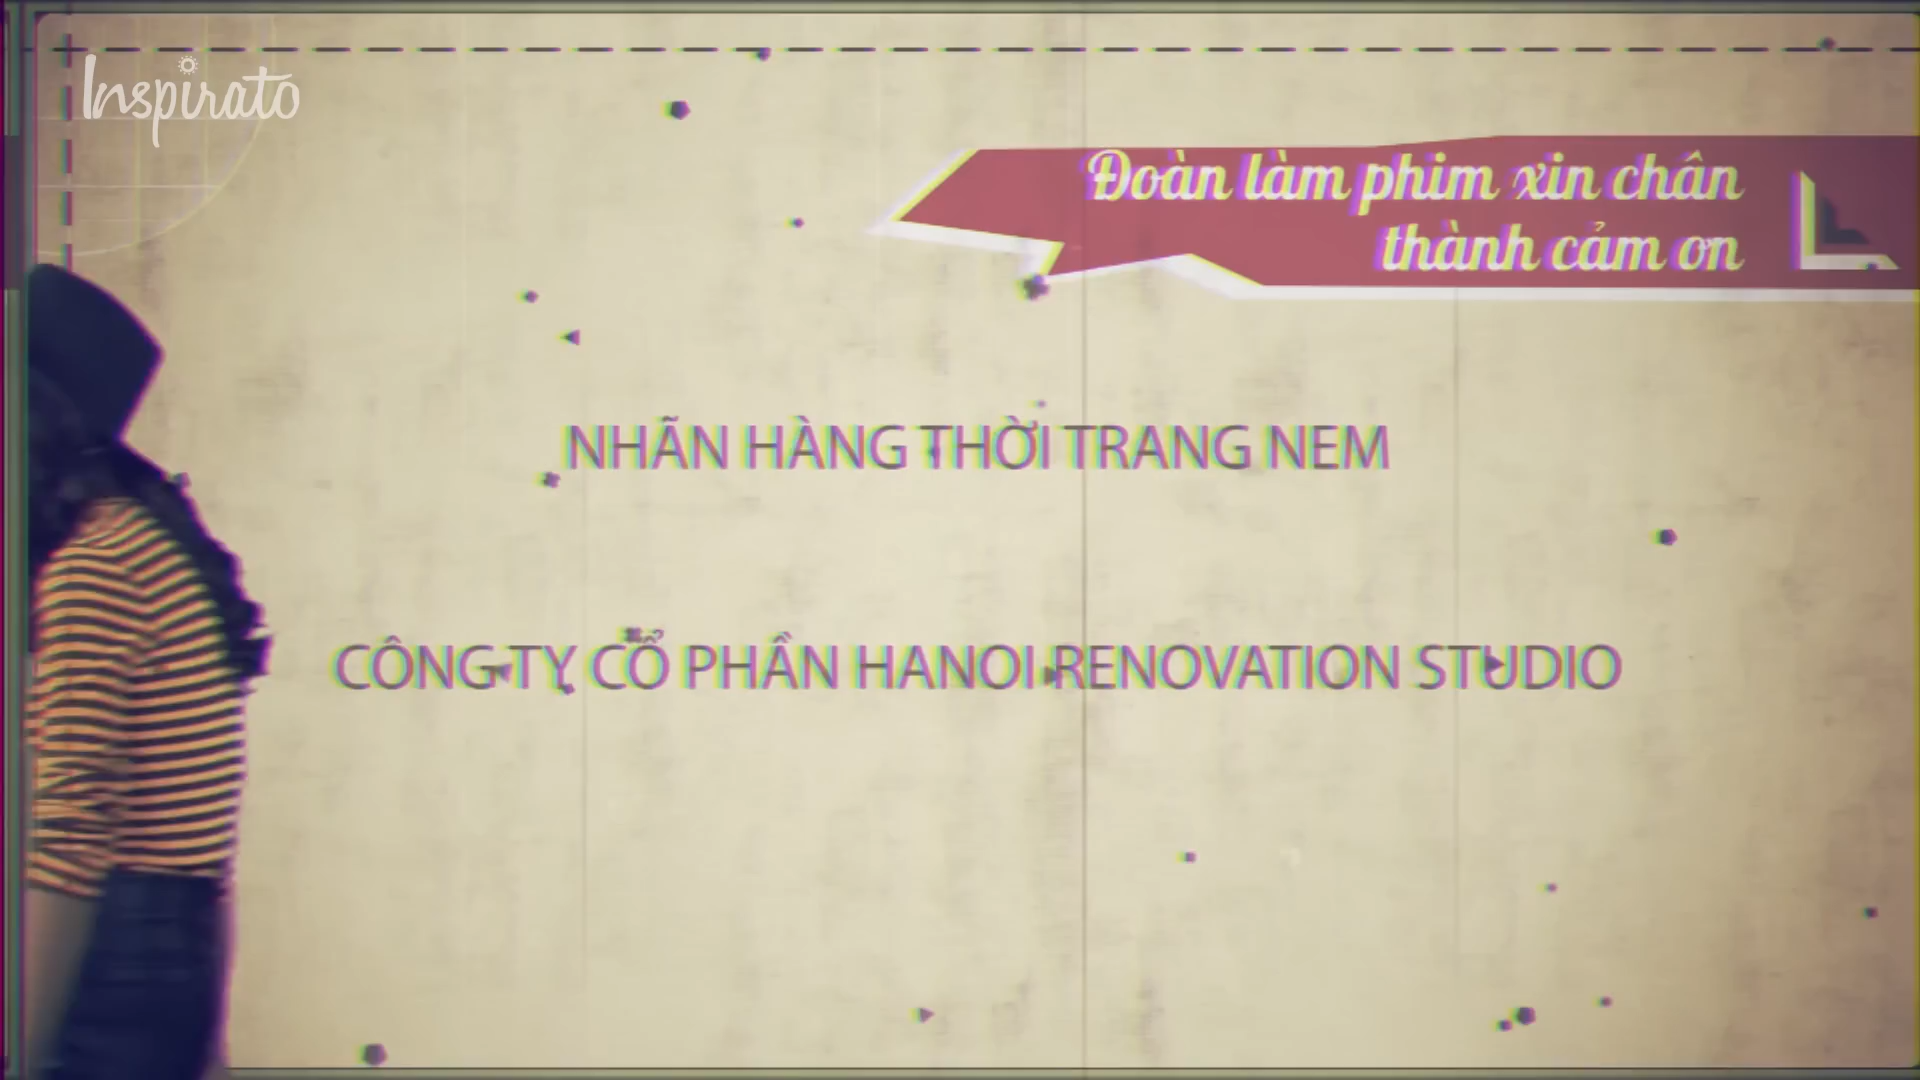 Inspirato
Đoàn làm phim xin chân
thành cảm ơn
NHÃN HÀNG THỜI TRANG NEM
CÔNG TY CỔ PHẦN HANOI RENOVATION STUDIO